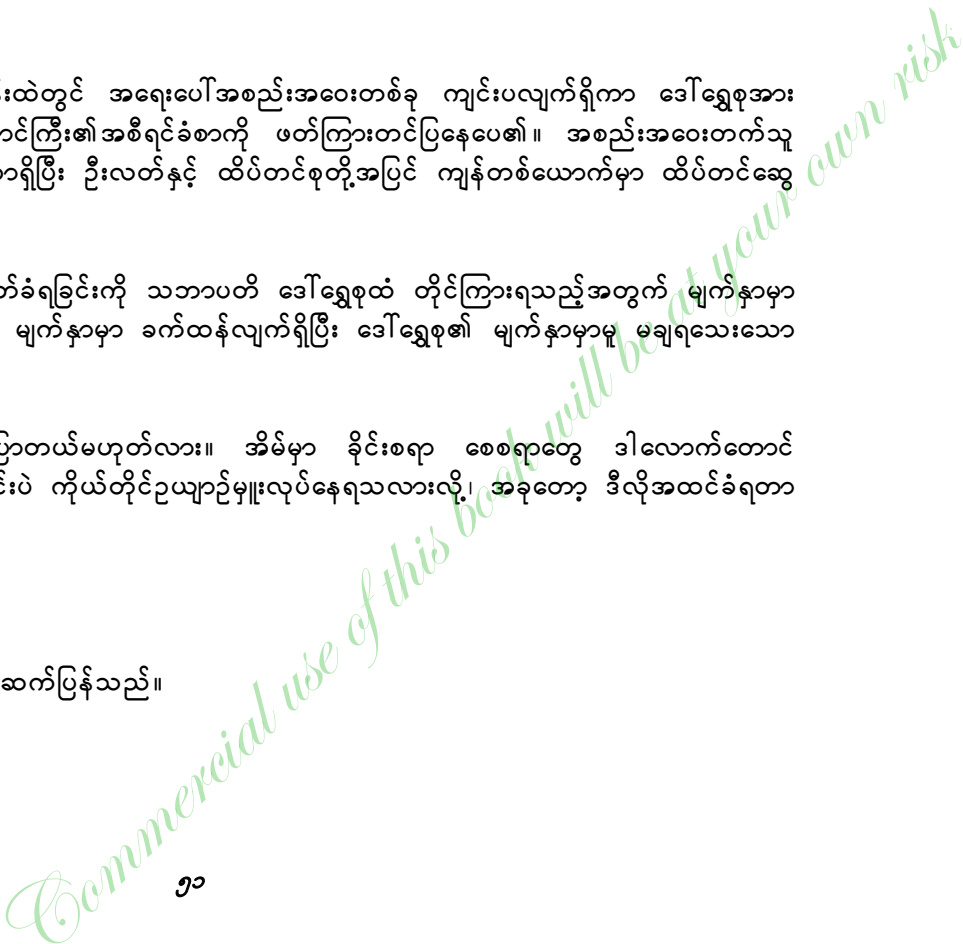 းထဲတွင် အရေးပေါ်အစည်းအဝေးတစ်ခု ကျင်းပလျက်ရှိကာ ဒေါ်ရွှေစုအား
ာင်ကြီး၏အစီရင်ခံစာကို ဖတ်ကြားတင်ပြနေပေ၏။ အစည်းအဝေးတက်သူ
ာရှိပြီး ဦးလတ်နှင့် ထိပ်တင်စုတို့အပြင် ကျန်တစ်ယောက်မှာ ထိပ်တင်ဆွေ
တ်ခံရခြင်းကို သဘာပတိ ဒေါ်ရွှေစုထံ တိုင်ကြားရသည့်အတွက် မျက်နှာမှာ
မျက်နှာမှာ ခက်ထန်လျက်ရှိပြီး ဒေါ်ရွှေစု၏ မျက်နှာမှာမူ မချိရသေးသော
ပြာတယ်မဟုတ်လား။ အိမ်မှာ ခိုင်းစရာ စေစရာတွေ ဒါလောက်တောင်
င်းပဲ ကိုယ်တိုင်ဥယျာဉ်မှူးလုပ်နေရသလားလို့၊ အခုတော့ ဒီလိုအထင်ခံရတာ
ဆက်ပြန်သည်။
၅၁
Commercial use of this book will be at your own risk